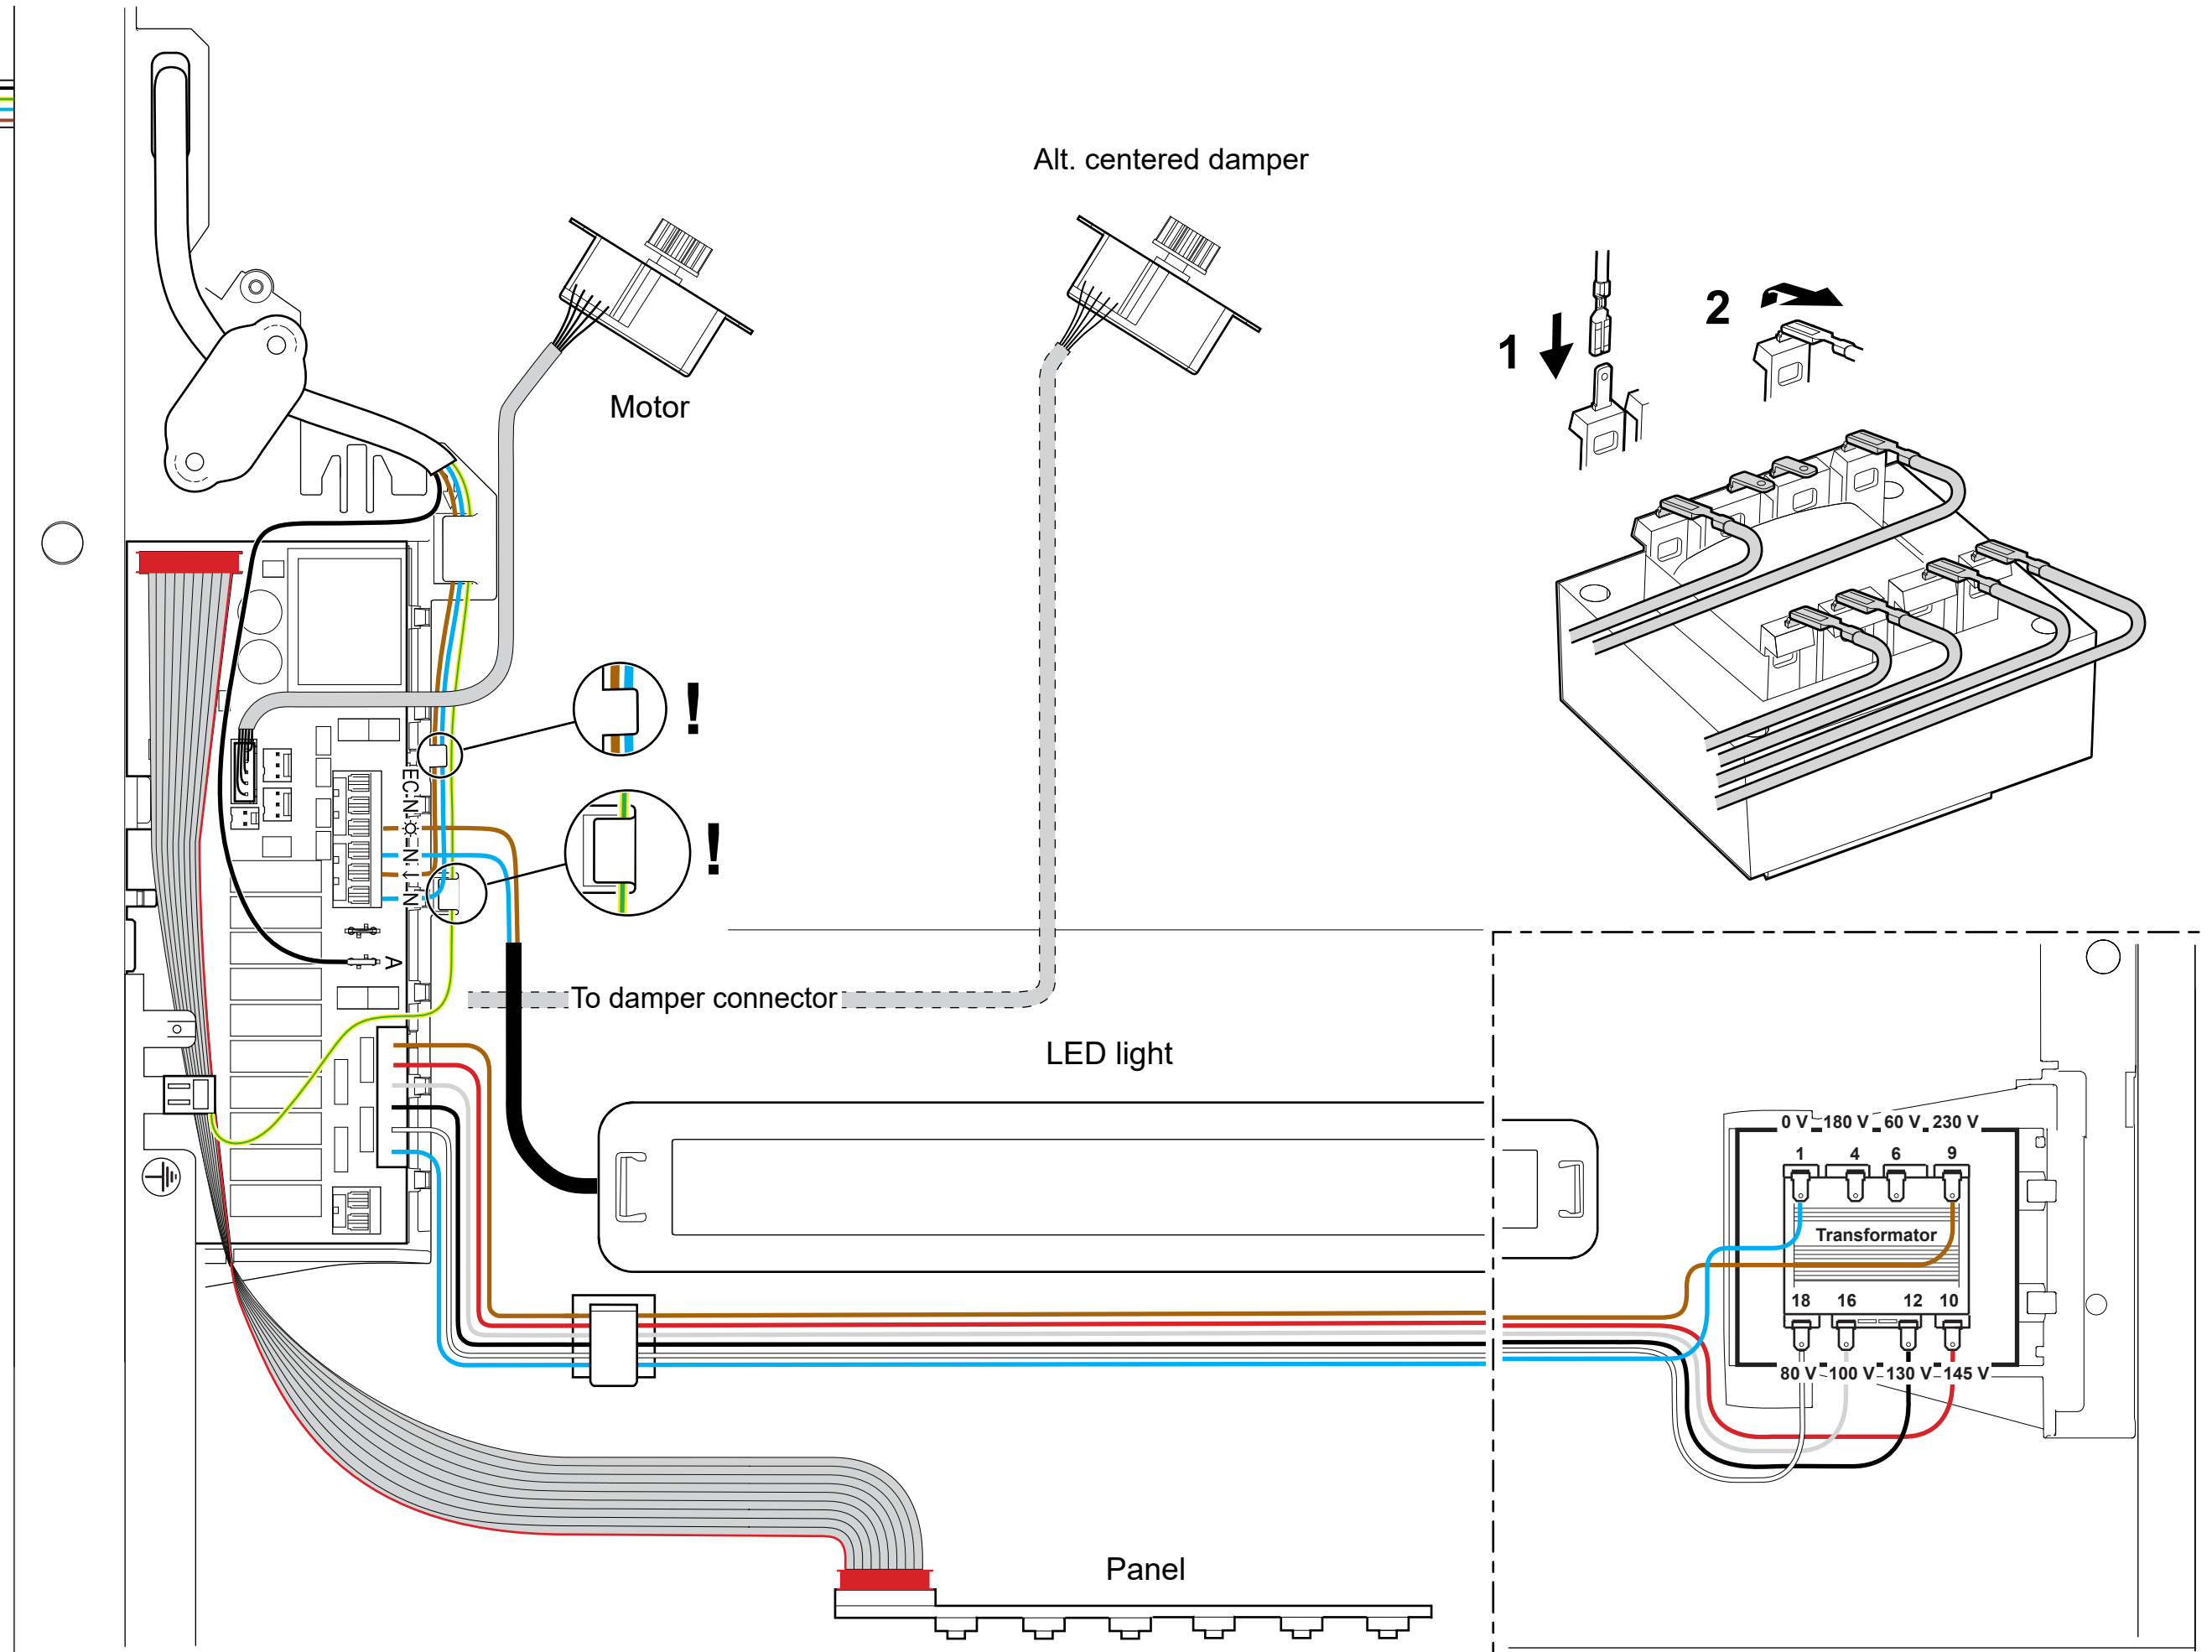 Alt. centered damper
1
2
Motor
!
EC-N
!
N
L
N
A
To damper connector
LED light
0 V 180 V 60 V 230 V
1 4 6 9
Transformator
18 16 12 10
80 V 100 V 130 V 145 V
Panel